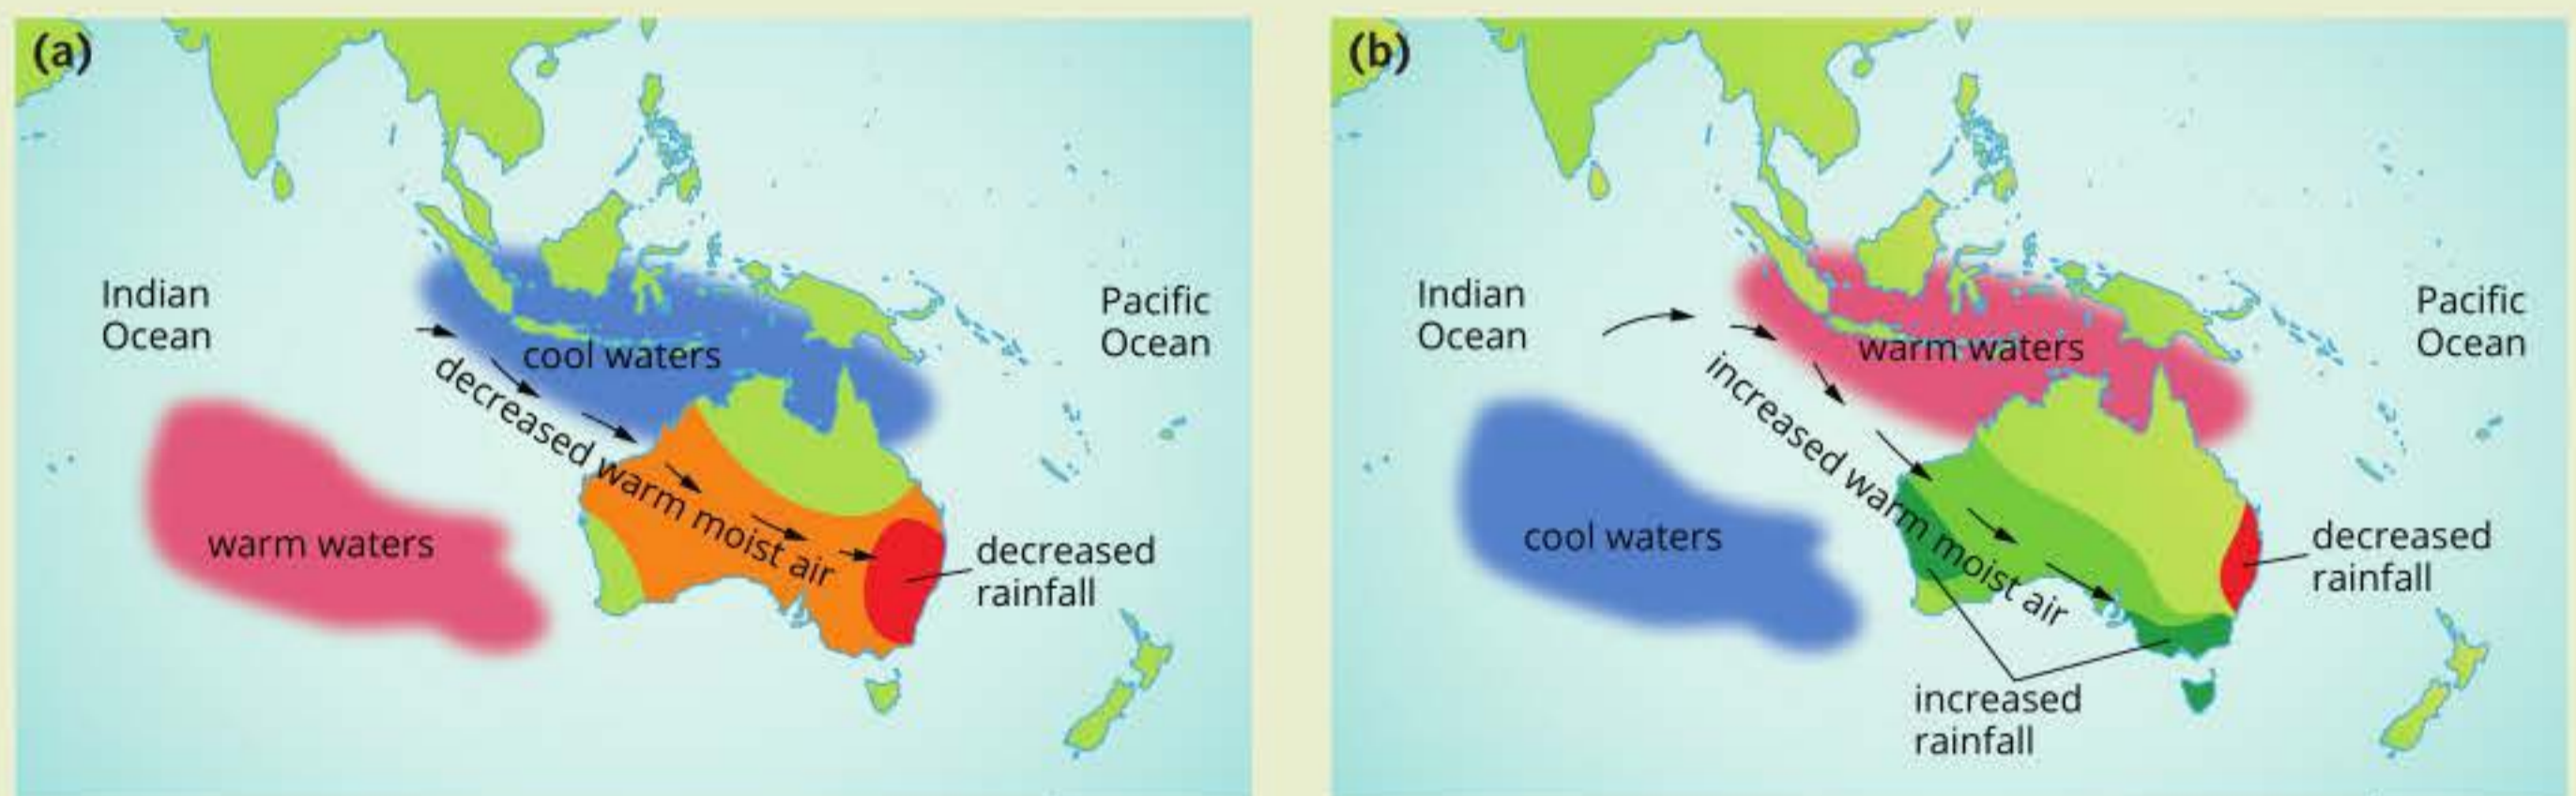 (a)
Indian
Ocean
Pacific
Ocean
cool waters
decreased warm moist air
warm waters
decreased
rainfall
(b)
Indian
Ocean
Pacific
Ocean
warm waters
increased warm moist air
cool waters
decreased
rainfall
increased
rainfall